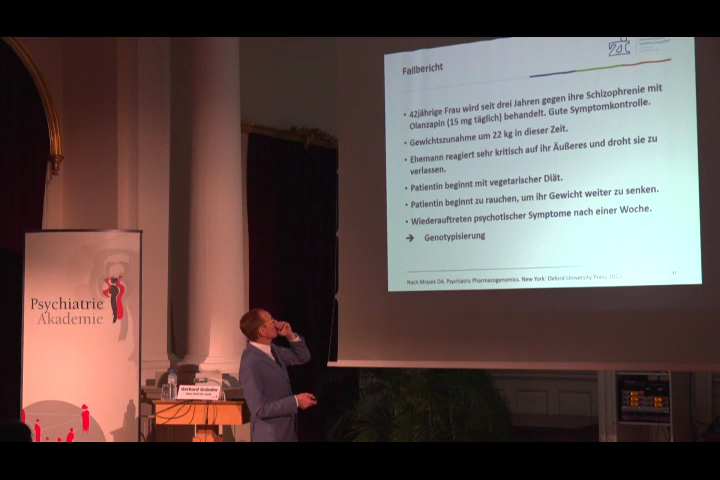 Fallbericht
• 42jährige Frau wird seit drei Jahren gegen ihre Schizophrenie mit
Olanzapin (15 mg täglich) behandelt. Gute Symptomkontrolle.
• Gewichtszunahme um 22 kg in dieser Zeit.
• Ehemann reagiert sehr kritisch auf ihr Äußeres und droht sie zu
verlassen.
• Patientin beginnt mit vegetarischer Diät.
• Patientin beginnt zu rauchen, um ihr Gewicht weiter zu senken.
• Wiederauftreten psychotischer Symptome nach einer Woche.
➔ Genotypisierung
Nach Mrazek DA. Psychiatric Pharmacogenomics. New York: Oxford University Press 2010
Psychiatrie
Akademie
Gerhard Gründer